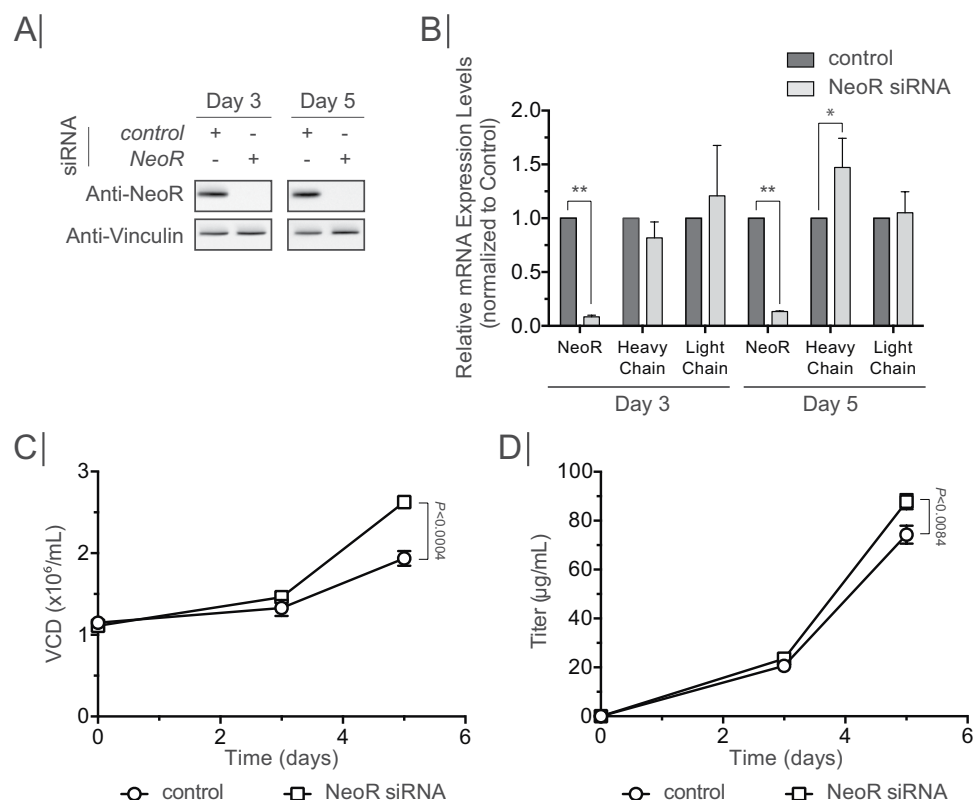 A|
Day 3 Day 5
siRNA
control + - + -
NeoR - + - +
Anti-NeoR
Anti-Vinculin
B|
control
NeoR siRNA
Relative mRNA Expression Levels
(normalized to Control)
2.0
1.5
1.0
0.5
0.0
** ** *
NeoR Heavy Chain Light Chain NeoR Heavy Chain Light Chain
Day 3 Day 5
C|
VCD (x10⁶/mL)
3
2
1
0
P<0.0004
0 2 4 6
Time (days)
control NeoR siRNA
D|
Titer (µg/mL)
100
80
60
40
20
0
P<0.0084
0 2 4 6
Time (days)
control NeoR siRNA